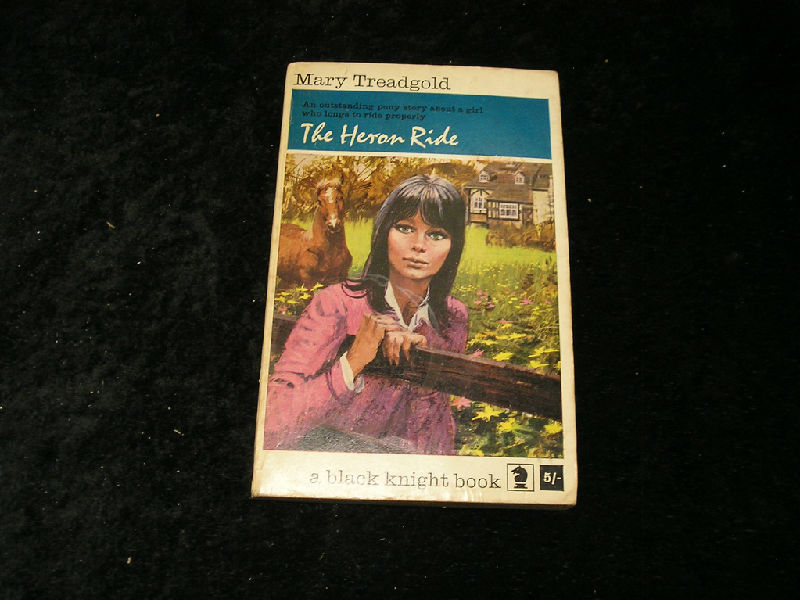 Mary Treadgold
An outstanding pony story about a girl
who longs to ride properly
The Heron Ride
a black knight book
5/-